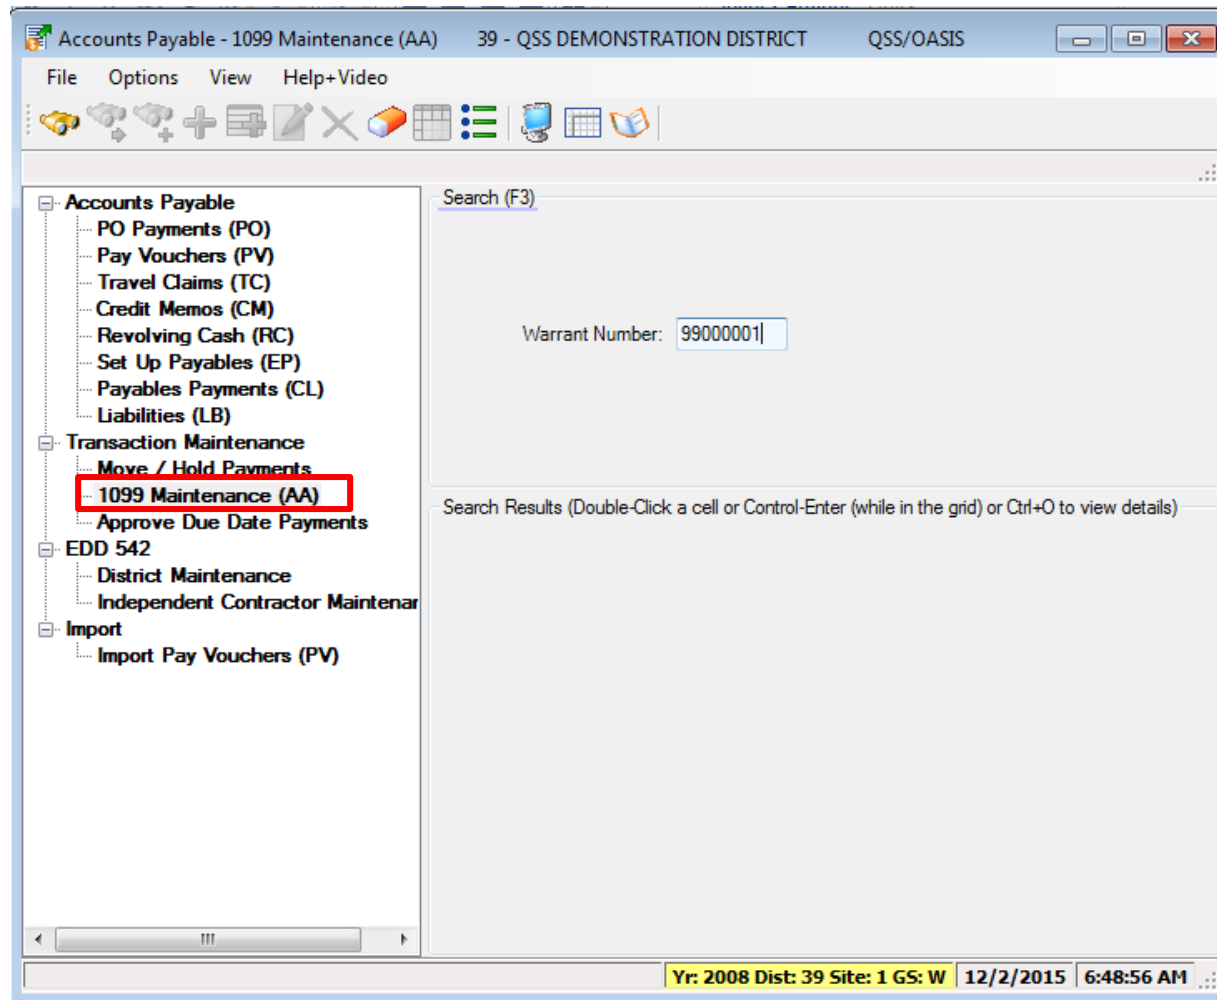 Accounts Payable - 1099 Maintenance (AA) 39 - QSS DEMONSTRATION DISTRICT QSS/OASIS
File Options View Help+Video
Accounts Payable
PO Payments (PO)
Pay Vouchers (PV)
Travel Claims (TC)
Credit Memos (CM)
Revolving Cash (RC)
Set Up Payables (EP)
Payables Payments (CL)
Liabilities (LB)
Transaction Maintenance
Move / Hold Payments
1099 Maintenance (AA)
Approve Due Date Payments
EDD 542
District Maintenance
Independent Contractor Maintenar
Import
Import Pay Vouchers (PV)
Search (F3)
Warrant Number: 99000001
Search Results (Double-Click a cell or Control-Enter (while in the grid) or Ctrl+O to view details)
Yr: 2008 Dist: 39 Site: 1 GS: W 12/2/2015 6:48:56 AM